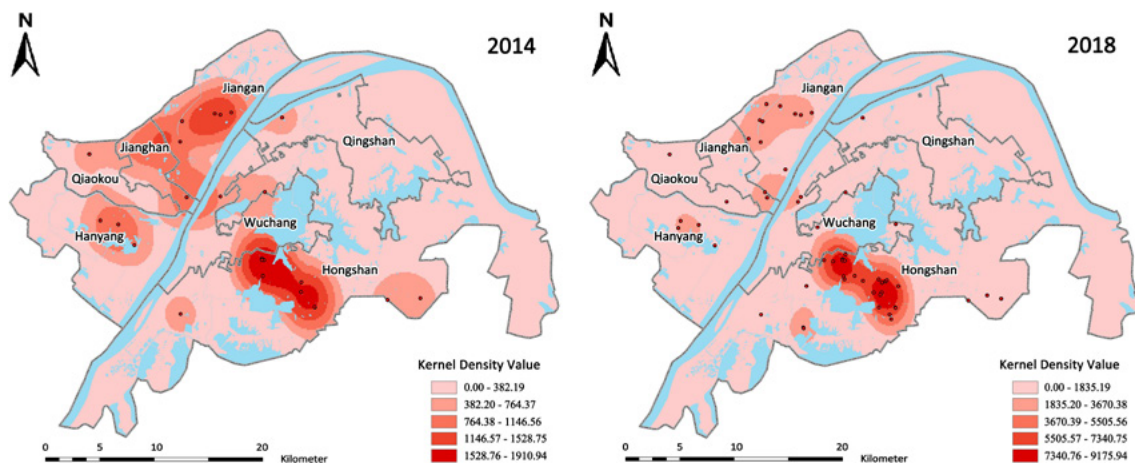 N
2014
Jiangan
Jianghan
Qiaokou
Qingshan
Wuchang
Hanyang
Hongshan
Kernel Density Value
0.00 - 382.19
382.20 - 764.37
764.38 - 1146.56
1146.57 - 1528.75
1528.76 - 1910.94
0 5 10 20
Kilometer
N
2018
Jiangan
Jianghan
Qiaokou
Qingshan
Wuchang
Hanyang
Hongshan
Kernel Density Value
0.00 - 1835.19
1835.20 - 3670.38
3670.39 - 5505.56
5505.57 - 7340.75
7340.76 - 9175.94
0 5 10 20
Kilometer